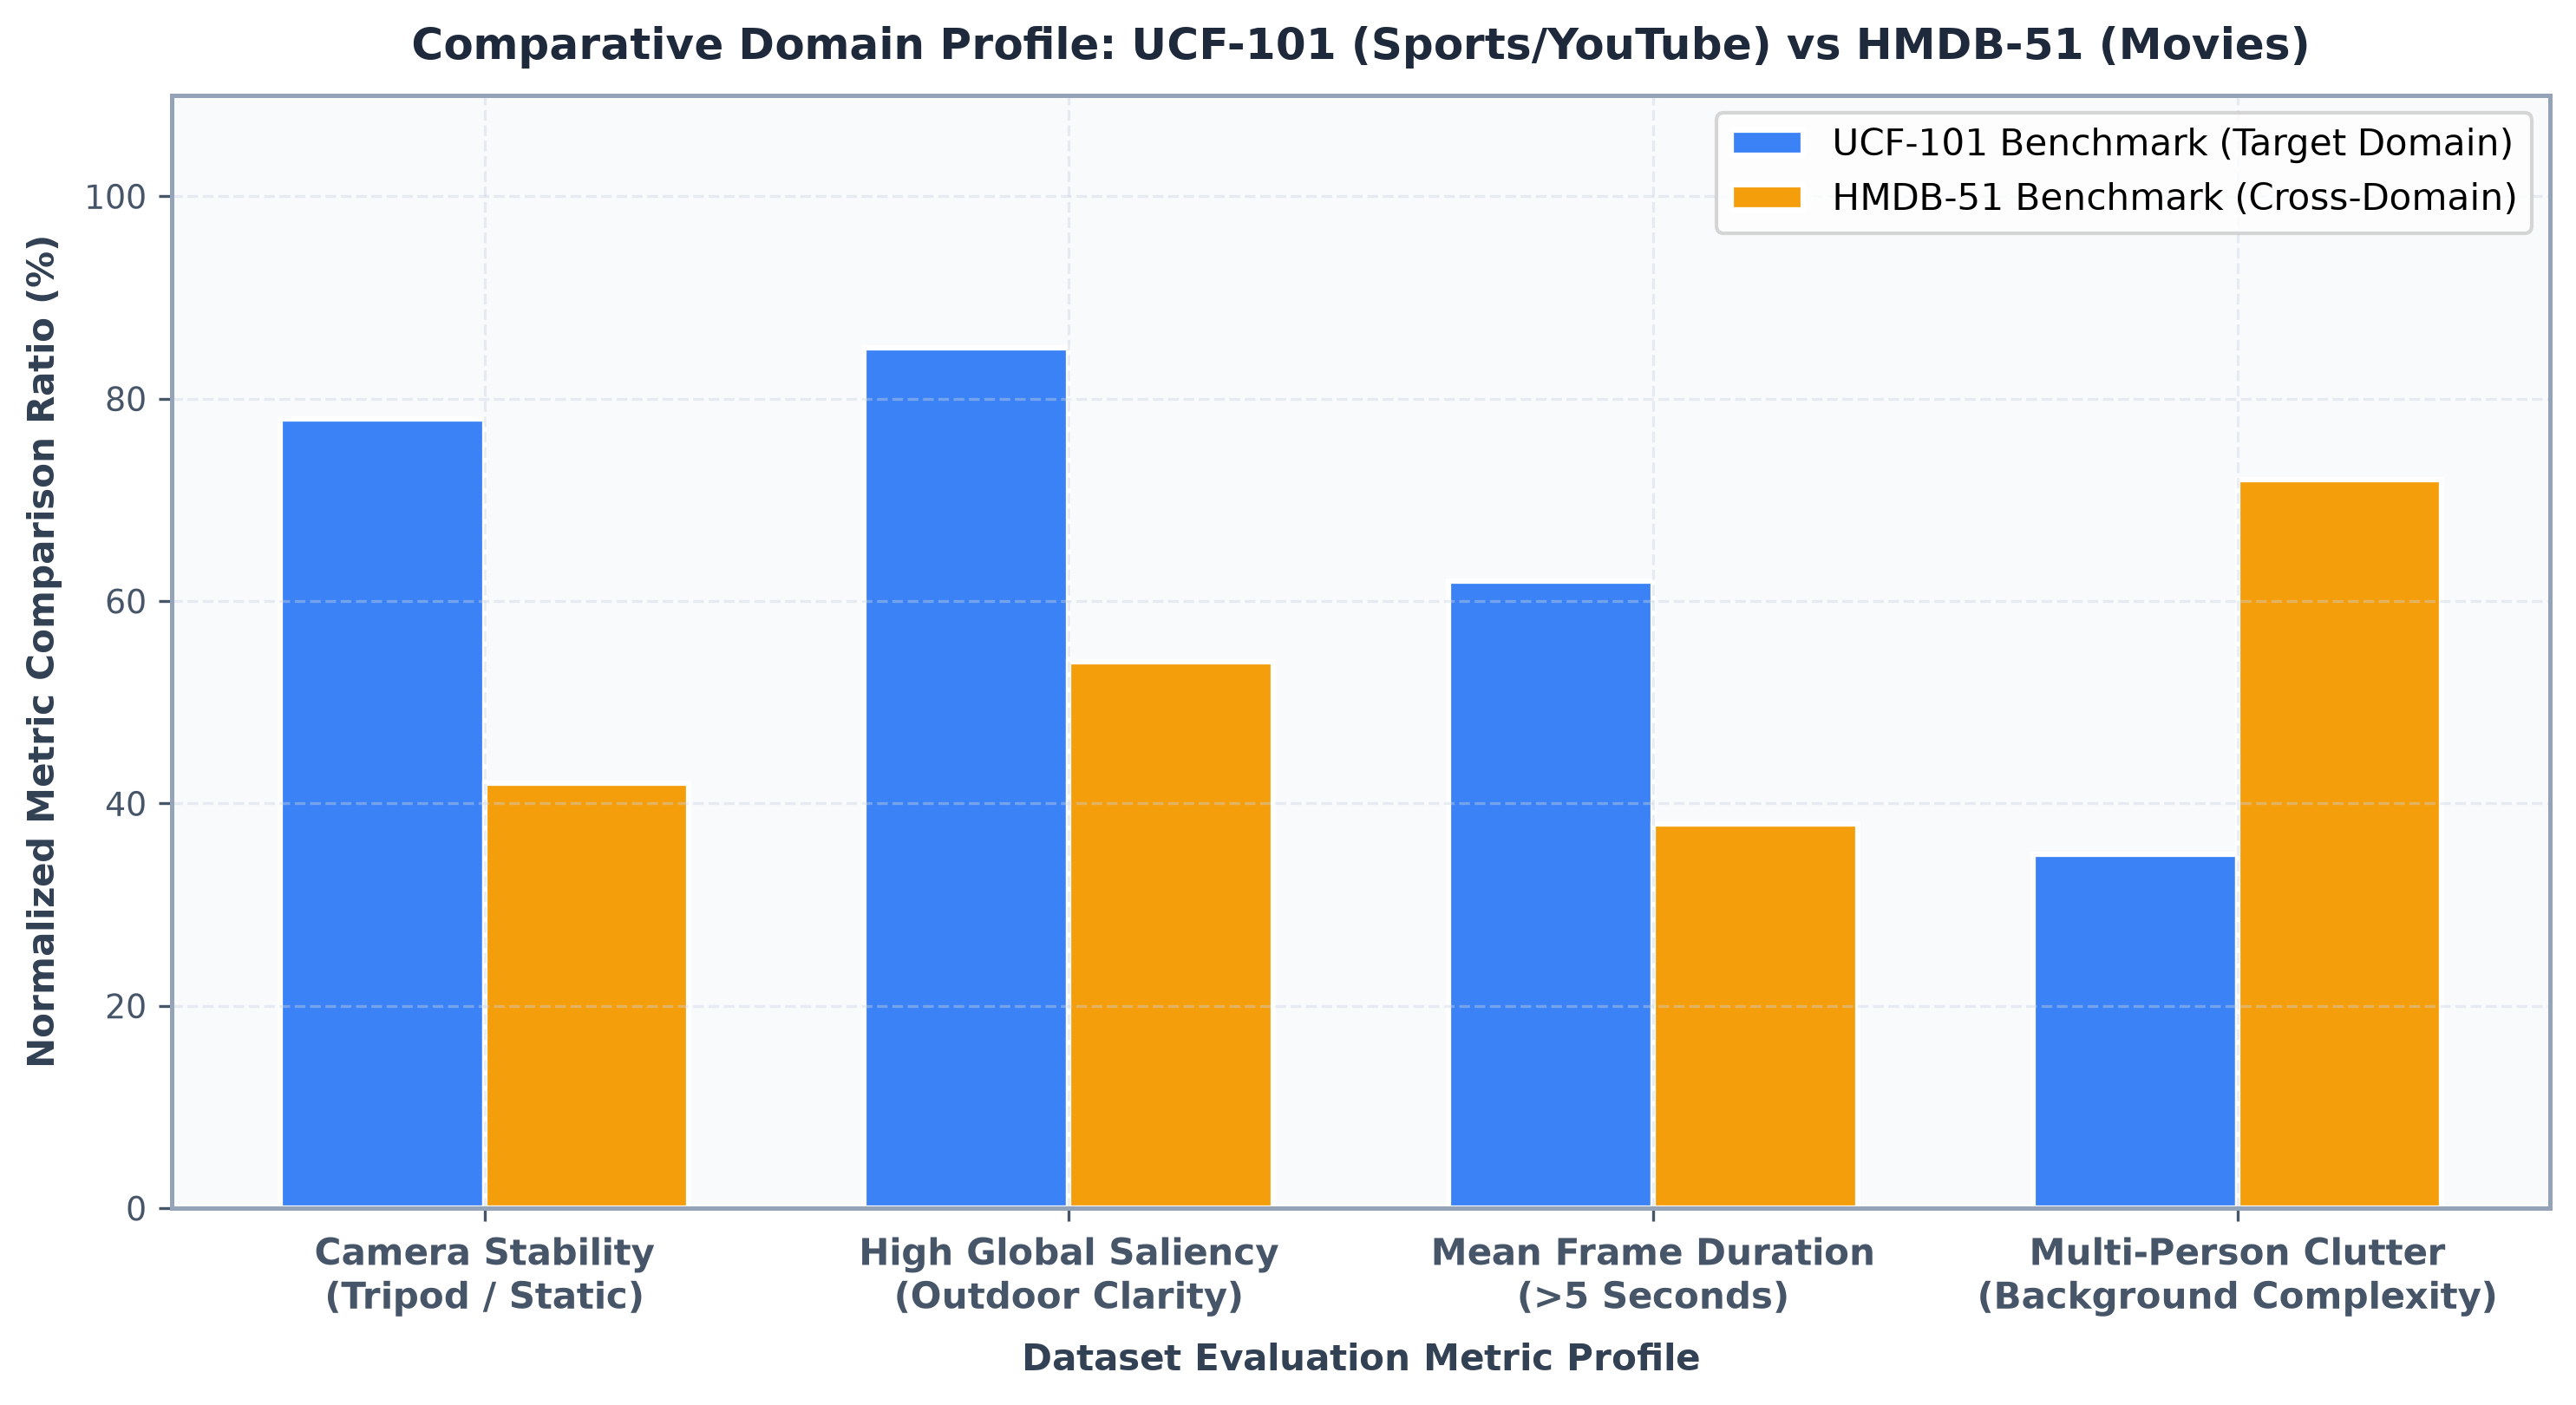 Comparative Domain Profile: UCF-101 (Sports/YouTube) vs HMDB-51 (Movies)
UCF-101 Benchmark (Target Domain)
HMDB-51 Benchmark (Cross-Domain)
Normalized Metric Comparison Ratio (%)
100
80
60
40
20
0
Camera Stability
(Tripod / Static)
High Global Saliency
(Outdoor Clarity)
Mean Frame Duration
(>5 Seconds)
Multi-Person Clutter
(Background Complexity)
Dataset Evaluation Metric Profile